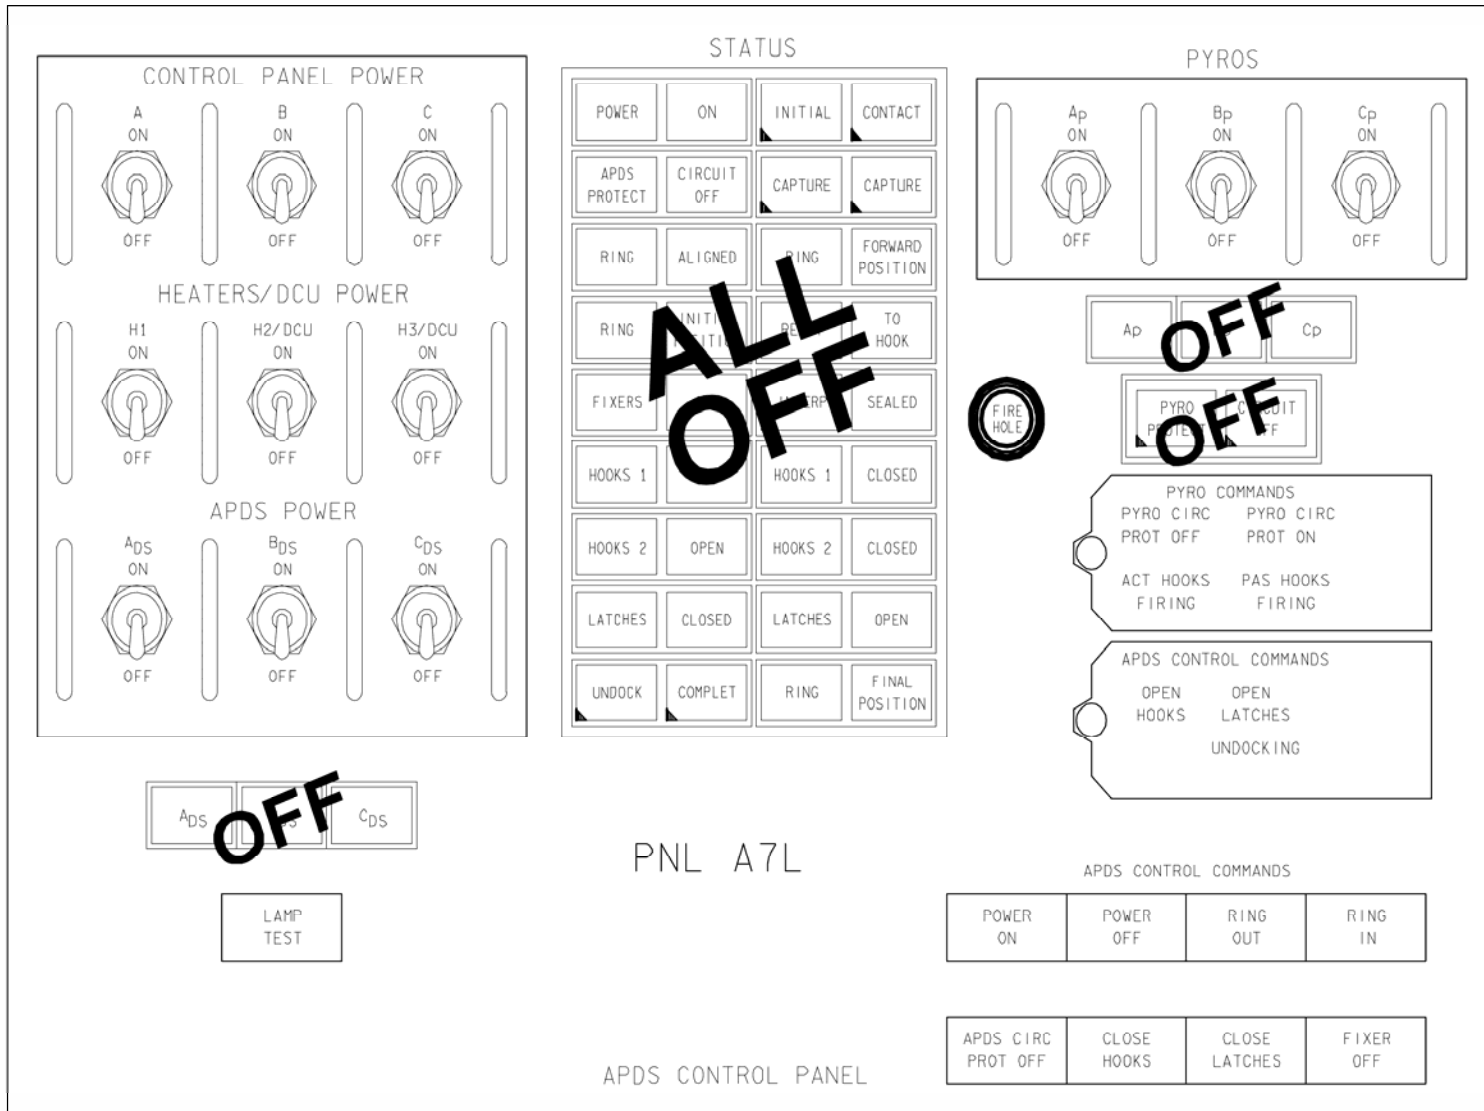 STATUS
PYROS
CONTROL PANEL POWER
A B C
ON ON ON
OFF OFF OFF
HEATERS/DCU POWER
H1 H2/DCU H3/DCU
ON ON ON
OFF OFF OFF
APDS POWER
ADS BDS CDS
ON ON ON
OFF OFF OFF
ADS CDS
OFF
LAMP
TEST
POWER ON INITIAL CONTACT
APDS
PROTECT
CIRCUIT
OFF
CAPTURE CAPTURE
RING ALIGNED RING
FORWARD
POSITION
RING
TO
HOOK
FIXERS SEALED
HOOKS 1 HOOKS 1 CLOSED
HOOKS 2 OPEN HOOKS 2 CLOSED
LATCHES CLOSED LATCHES OPEN
UNDOCK COMPLET RING
FINAL
POSITION
ALL
OFF
AP BP CP
ON ON ON
OFF OFF OFF
AP CP
OFF
PYRO
PROTECT
CIRCUIT
OFF
OFF
FIRE
HOLE
PYRO COMMANDS
PYRO CIRC PYRO CIRC
PROT OFF PROT ON
ACT HOOKS PAS HOOKS
FIRING FIRING
APDS CONTROL COMMANDS
OPEN OPEN
HOOKS LATCHES
UNDOCKING
PNL A7L
APDS CONTROL COMMANDS
POWER
ON
POWER
OFF
RING
OUT
RING
IN
APDS CIRC
PROT OFF
CLOSE
HOOKS
CLOSE
LATCHES
FIXER
OFF
APDS CONTROL PANEL